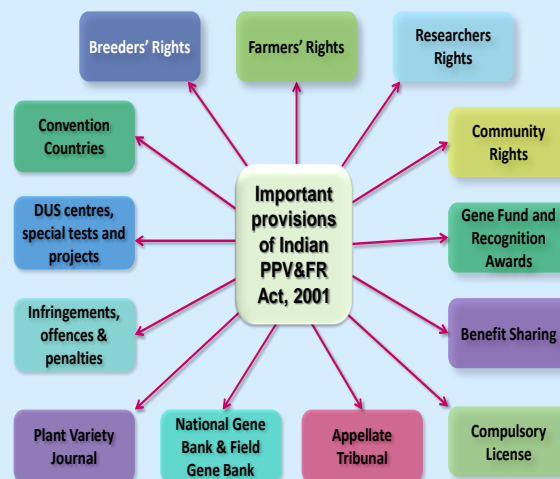 Breeders' Rights
Farmers' Rights
Researchers
Rights
Convention
Countries
Community
Rights
Important
provisions
of Indian
PPV&FR
Act, 2001
DUS centres,
special tests and
projects
Gene Fund and
Recognition
Awards
Infringements,
offences &
penalties
Benefit Sharing
Plant Variety
Journal
National Gene
Bank & Field
Gene Bank
Appellate
Tribunal
Compulsory
License